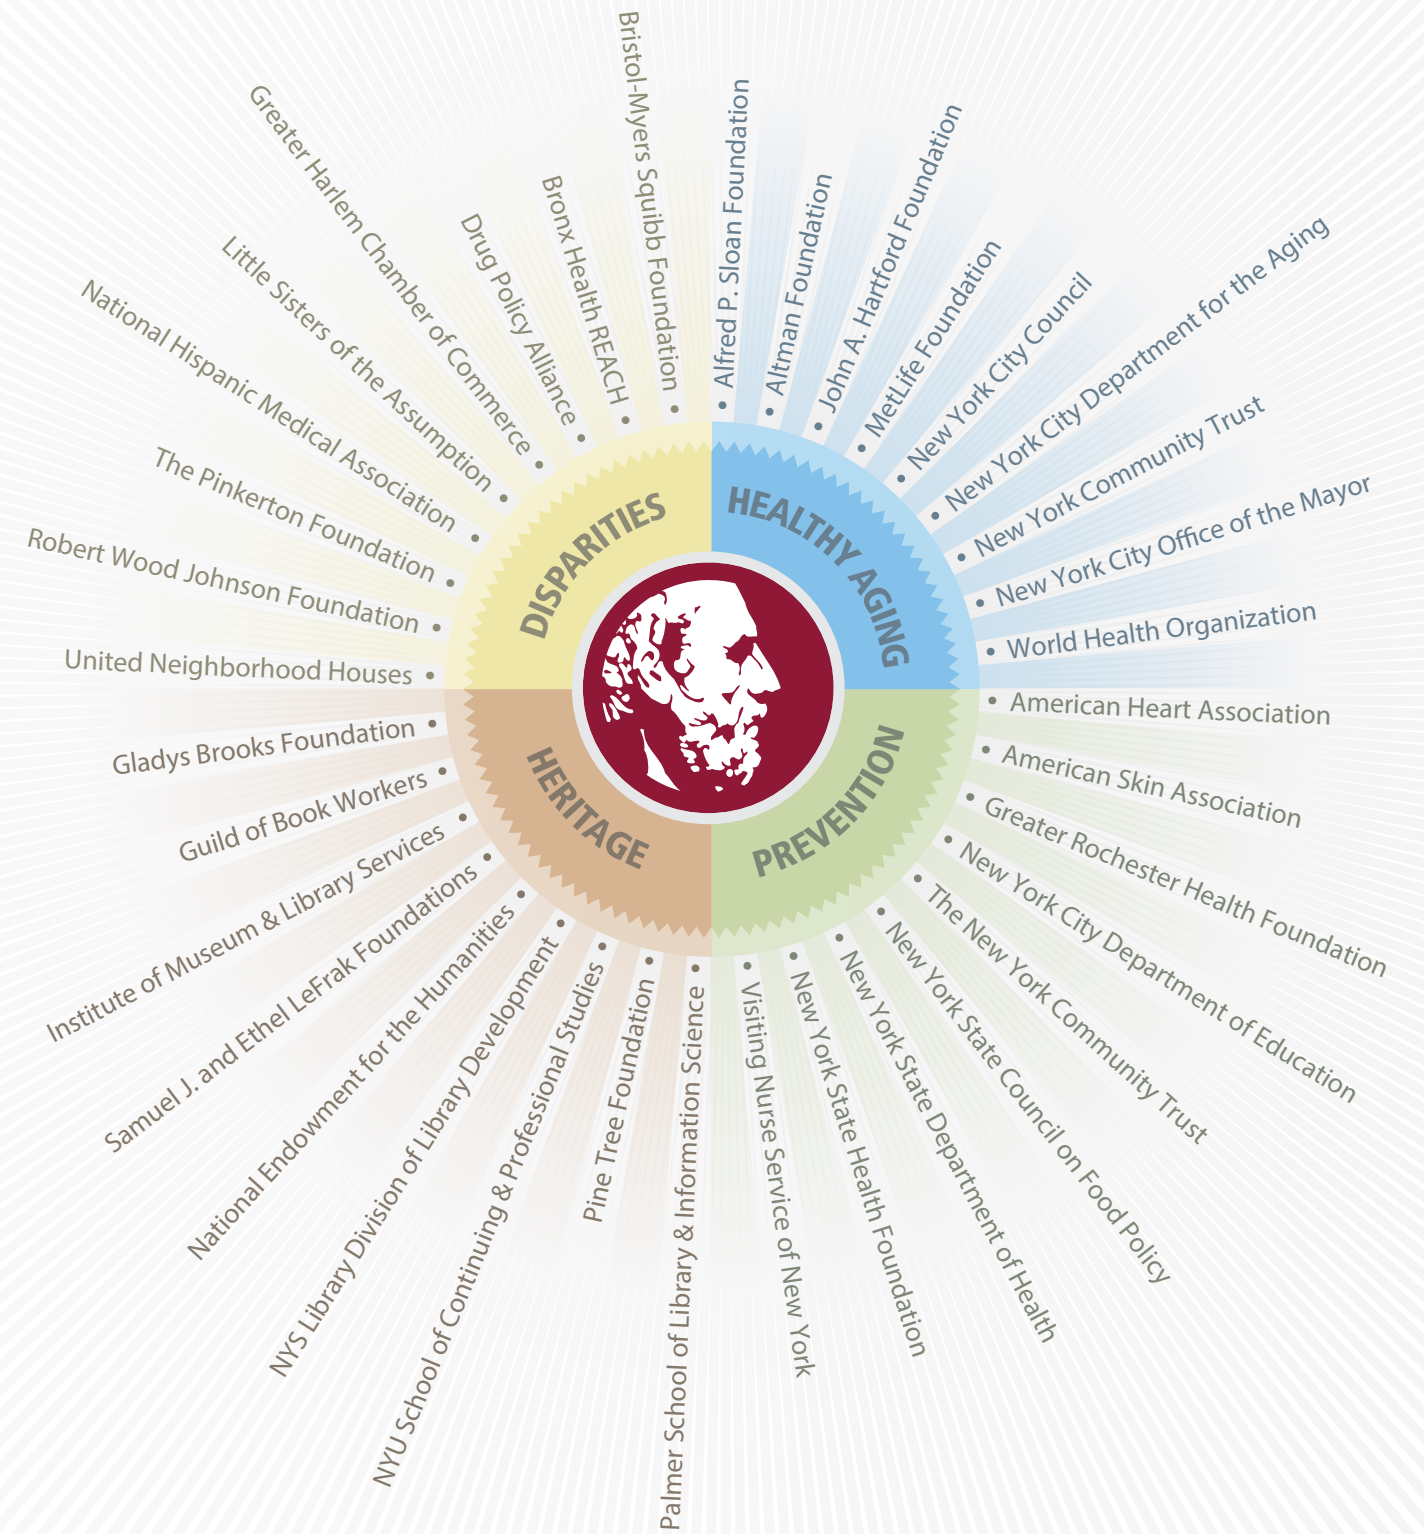 DISPARITIES
Bristol-Myers Squibb Foundation
Bronx Health REACH
Drug Policy Alliance
Greater Harlem Chamber of Commerce
Little Sisters of the Assumption
National Hispanic Medical Association
The Pinkerton Foundation
Robert Wood Johnson Foundation
United Neighborhood Houses
HEALTHY AGING
Alfred P. Sloan Foundation
Altman Foundation
John A. Hartford Foundation
MetLife Foundation
New York City Council
New York City Department for the Aging
New York Community Trust
New York City Office of the Mayor
World Health Organization
PREVENTION
American Heart Association
American Skin Association
Greater Rochester Health Foundation
New York City Department of Education
The New York Community Trust
New York State Council on Food Policy
New York State Department of Health
New York State Health Foundation
Visiting Nurse Service of New York
HERITAGE
Gladys Brooks Foundation
Guild of Book Workers
Institute of Museum & Library Services
Samuel J. and Ethel LeFrak Foundations
National Endowment for the Humanities
NYS Library Division of Library Development
NYU School of Continuing & Professional Studies
Pine Tree Foundation
Palmer School of Library & Information Science